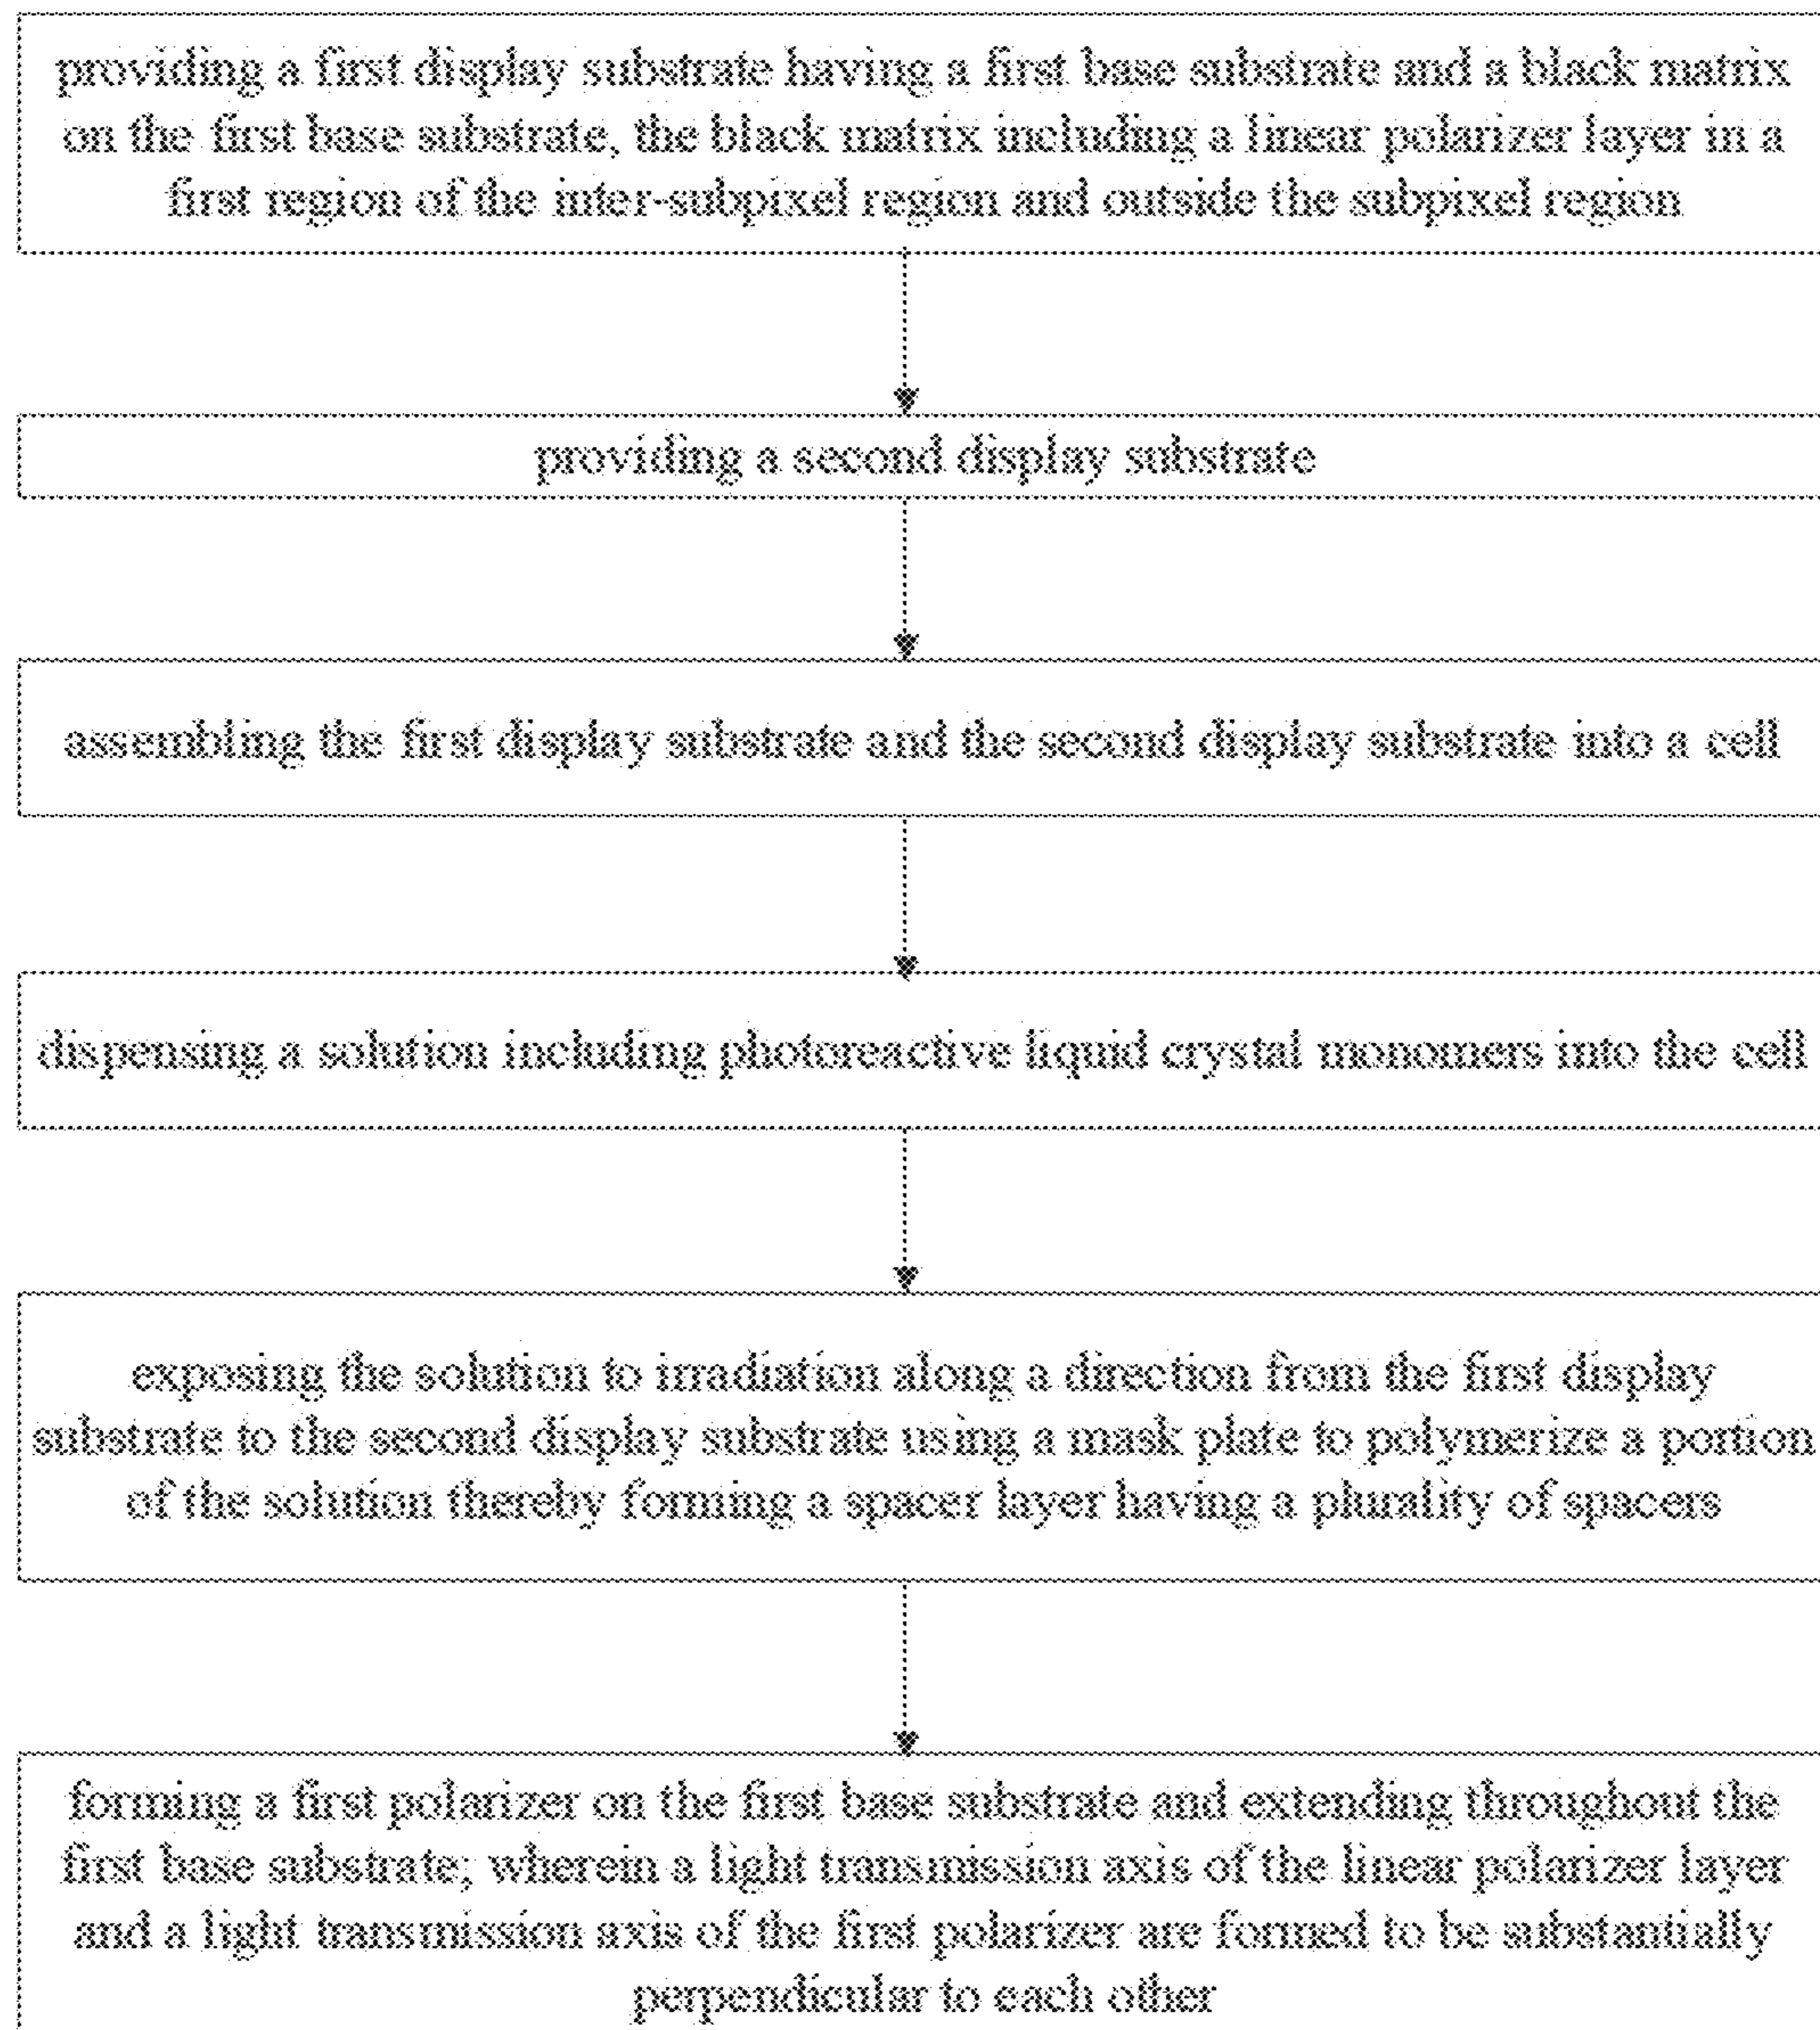 providing a first display substrate having a first base substrate and a black matrix
on the first base substrate, the black matrix including a linear polarizer layer in a
first region of the inter-subpixel region and outside the subpixel region
providing a second display substrate
assembling the first display substrate and the second display substrate into a cell
dispensing a solution including photoreactive liquid crystal monomers into the cell
exposing the solution to irradiation along a direction from the first display
substrate to the second display substrate using a mask plate to polymerize a portion
of the solution thereby forming a spacer layer having a plurality of spacers
forming a first polarizer on the first base substrate and extending throughout the
first base substrate; wherein a light transmission axis of the linear polarizer layer
and a light transmission axis of the first polarizer are formed to be substantially
perpendicular to each other